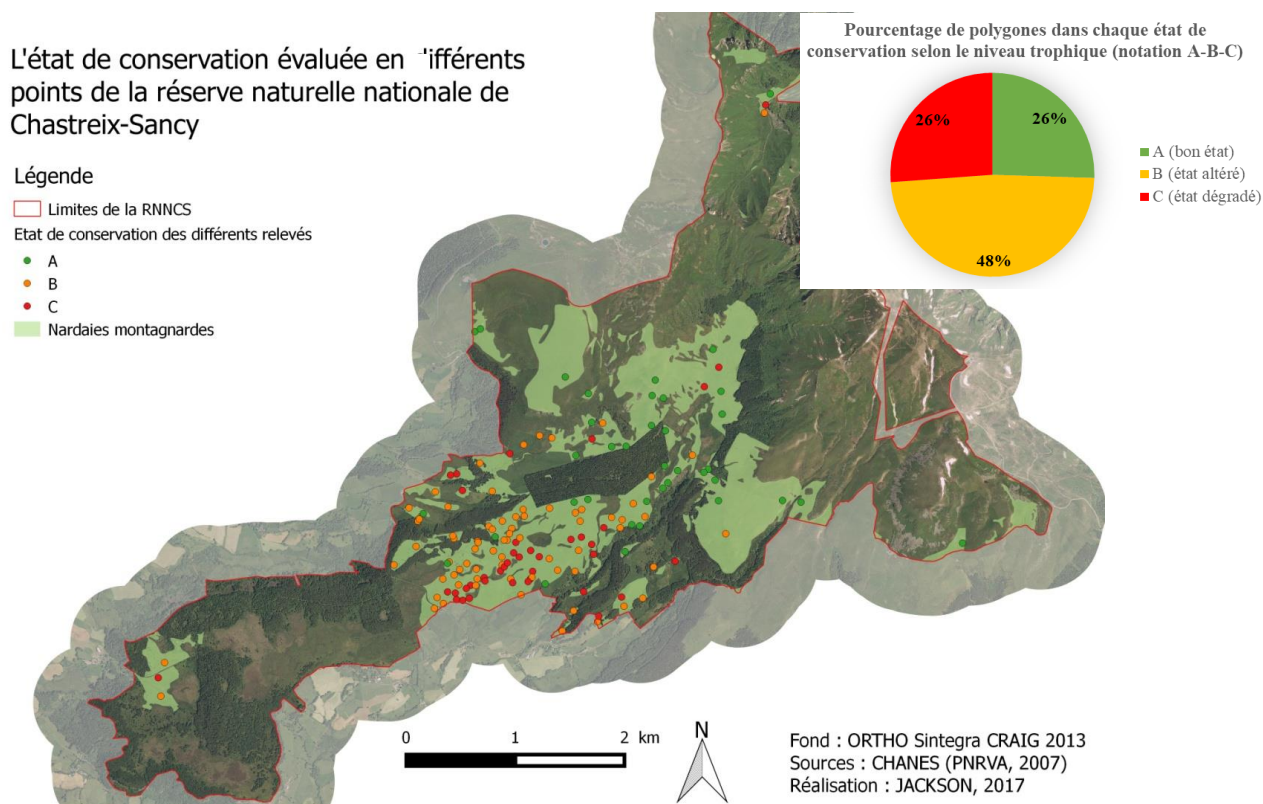 L'état de conservation évaluée en ifférents
points de la réserve naturelle nationale de
Chastreix-Sancy
Légende
Limites de la RNNCS
Etat de conservation des différents relevés
A
B
C
Nardaies montagnardes
Pourcentage de polygones dans chaque état de
conservation selon le niveau trophique (notation A-B-C)
26%
26%
48%
A (bon état)
B (état altéré)
C (état dégradé)
0 1 2 km
N
Fond : ORTHO Sintegra CRAIG 2013
Sources : CHANES (PNRVA, 2007)
Réalisation : JACKSON, 2017